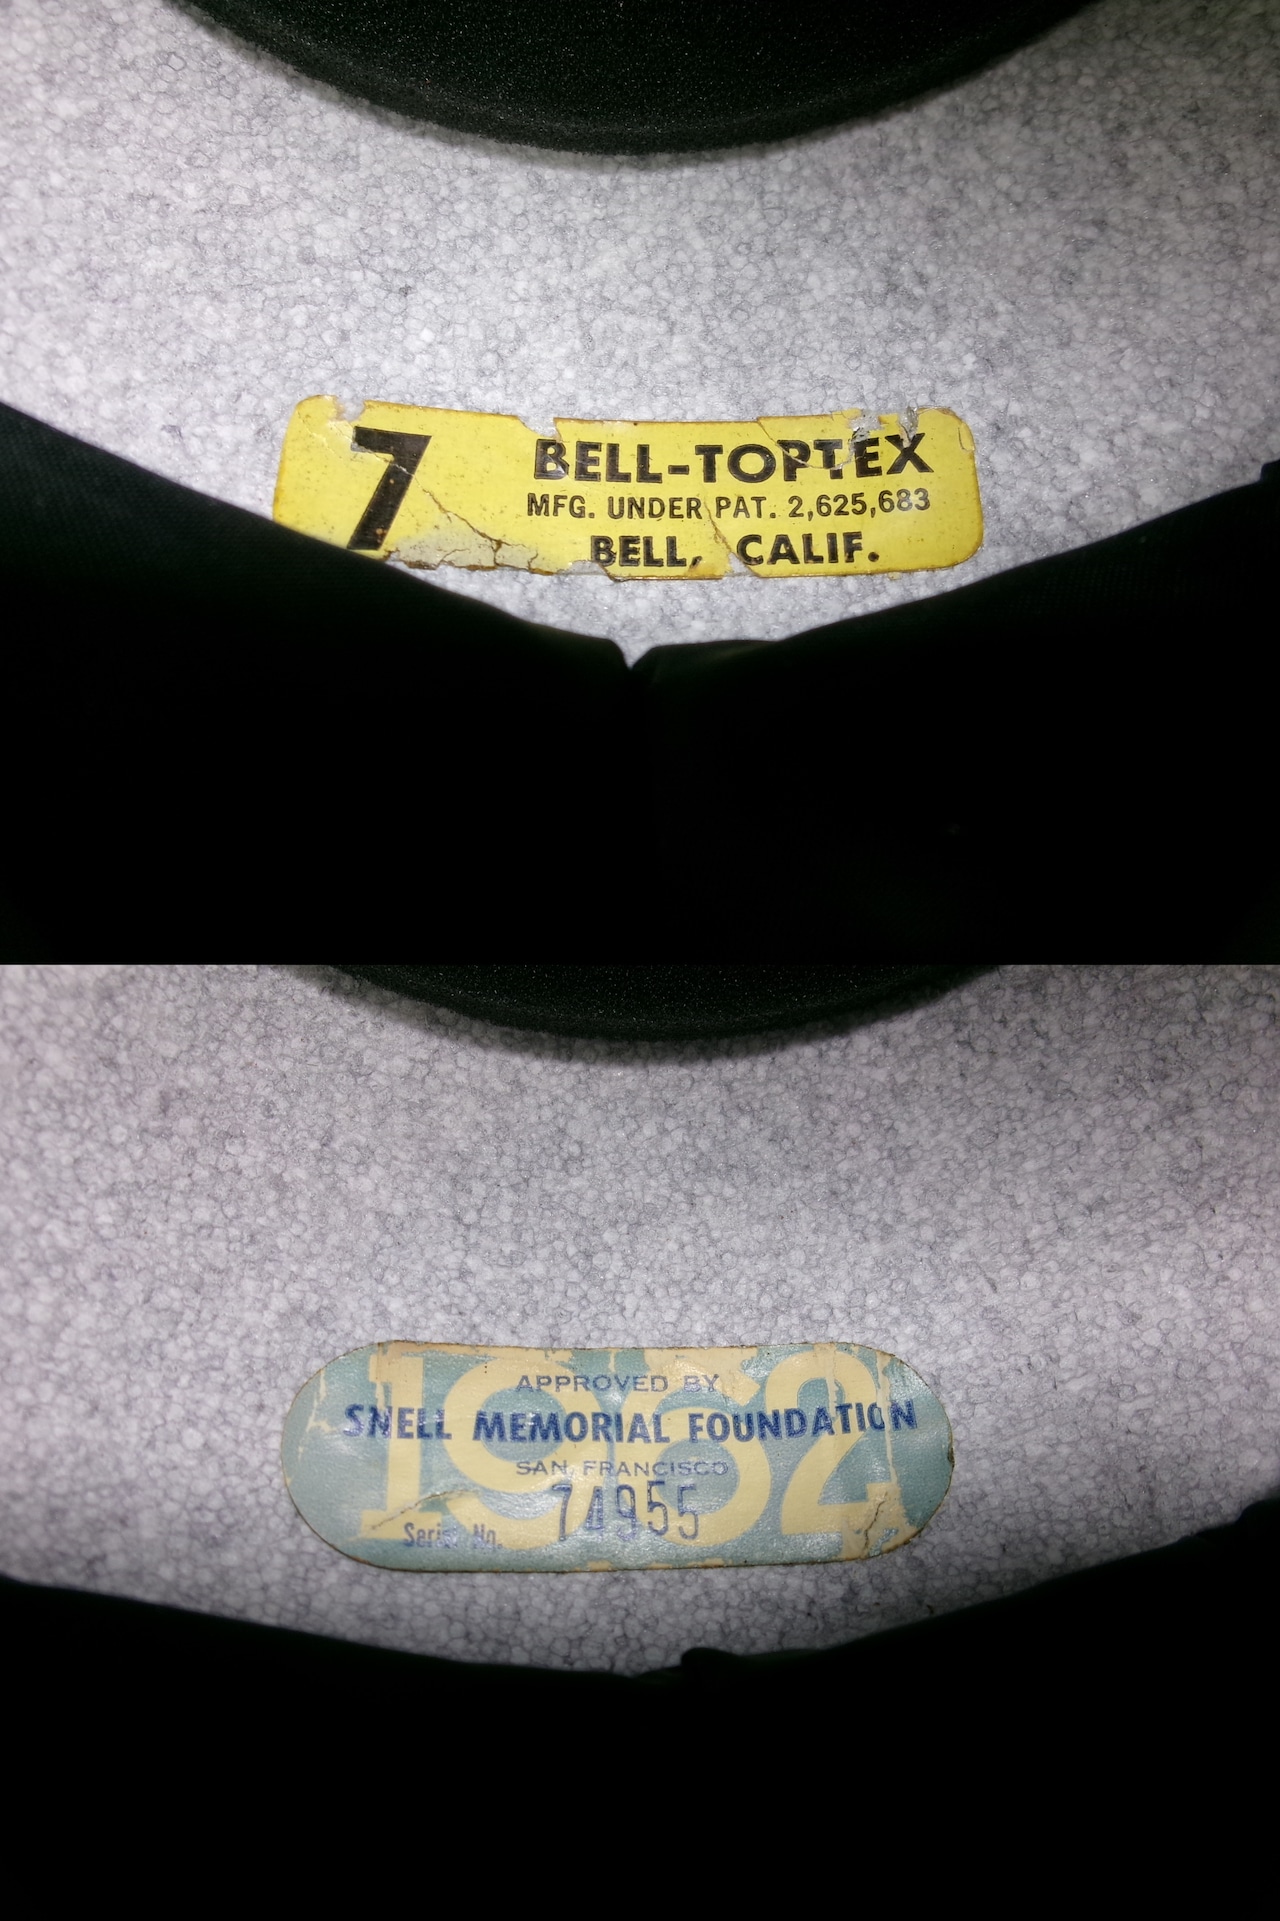 7
BELL-TOPTEX
MFG. UNDER PAT. 2,625,683
BELL, CALIF.
1962
APPROVED BY
SNELL MEMORIAL FOUNDATION
SAN FRANCISCO
Serial No. 74955